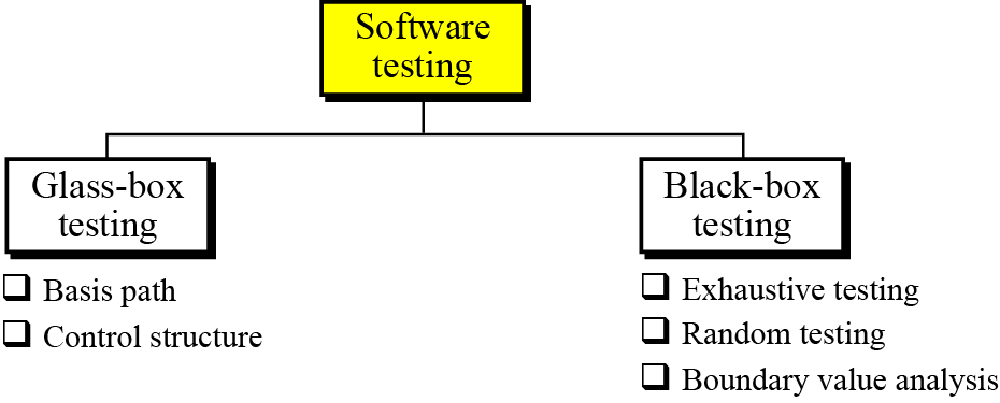 Software
testing
Glass-box
testing
Basis path
Control structure
Black-box
testing
Exhaustive testing
Random testing
Boundary value analysis